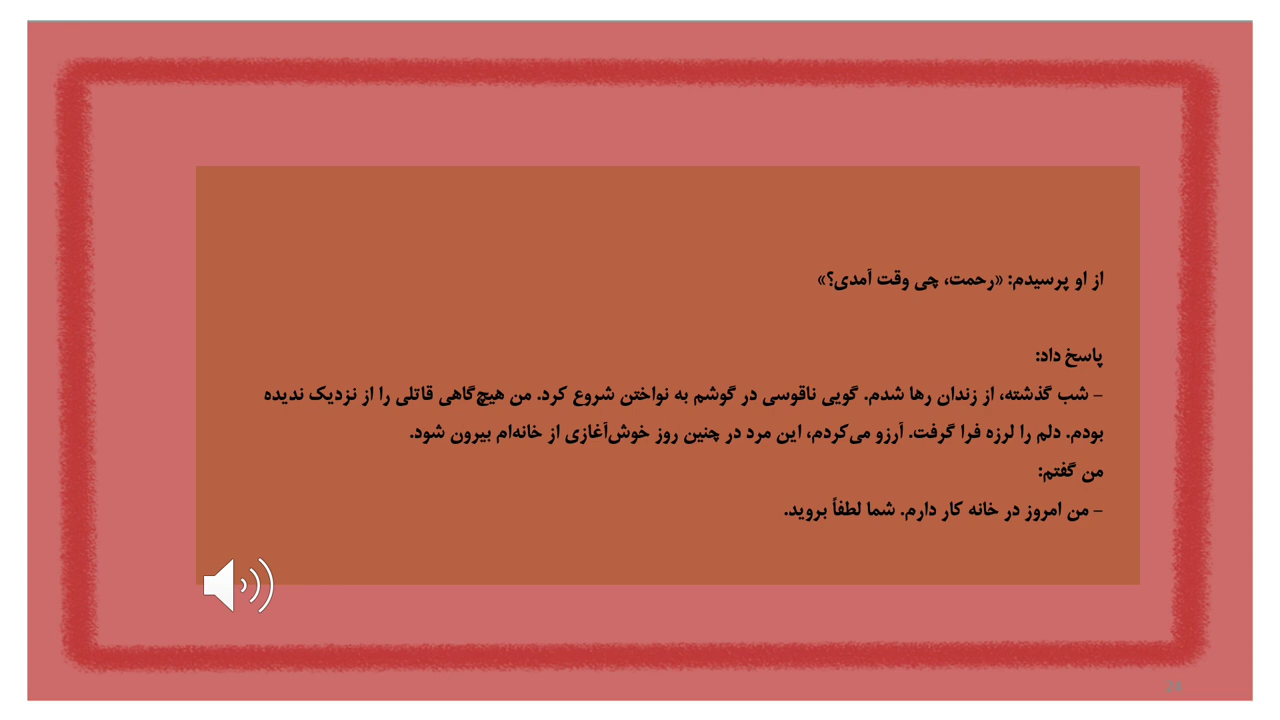 از او پرسیدم: «رحمت، چی وقت آمدی؟»
پاسخ داد:
– شب گذشته، از زندان رها شدم. گویی ناقوسی در گوشم به نواختن شروع کرد. من هیچ‌گاهی قاتلی را از نزدیک ندیده
بودم. دلم را لرزه فرا گرفت. آرزو می‌کردم، این مرد در چنین روز خوش‌آغازی از خانه‌ام بیرون شود.
من گفتم:
– من امروز در خانه کار دارم. شما لطفاً بروید.